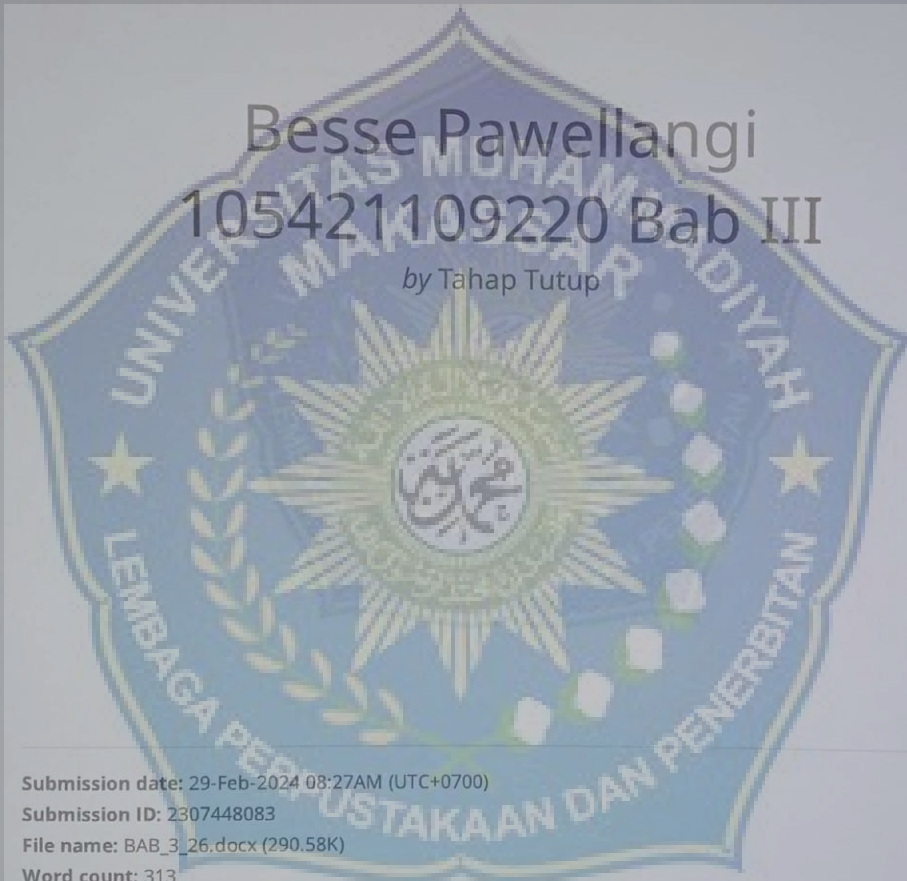 Besse Pawellangi
105421109220 Bab III
by Tahap Tutup
UNIVERSITAS MUHAMMADIYAH
MAKASSAR
محمد
LEMBAGA PERPUSTAKAAN DAN PENERBITAN
Submission date: 29-Feb-2024 08:27AM (UTC+0700)
Submission ID: 2307448083
File name: BAB_3_26.docx (290.58K)
Word count: 313